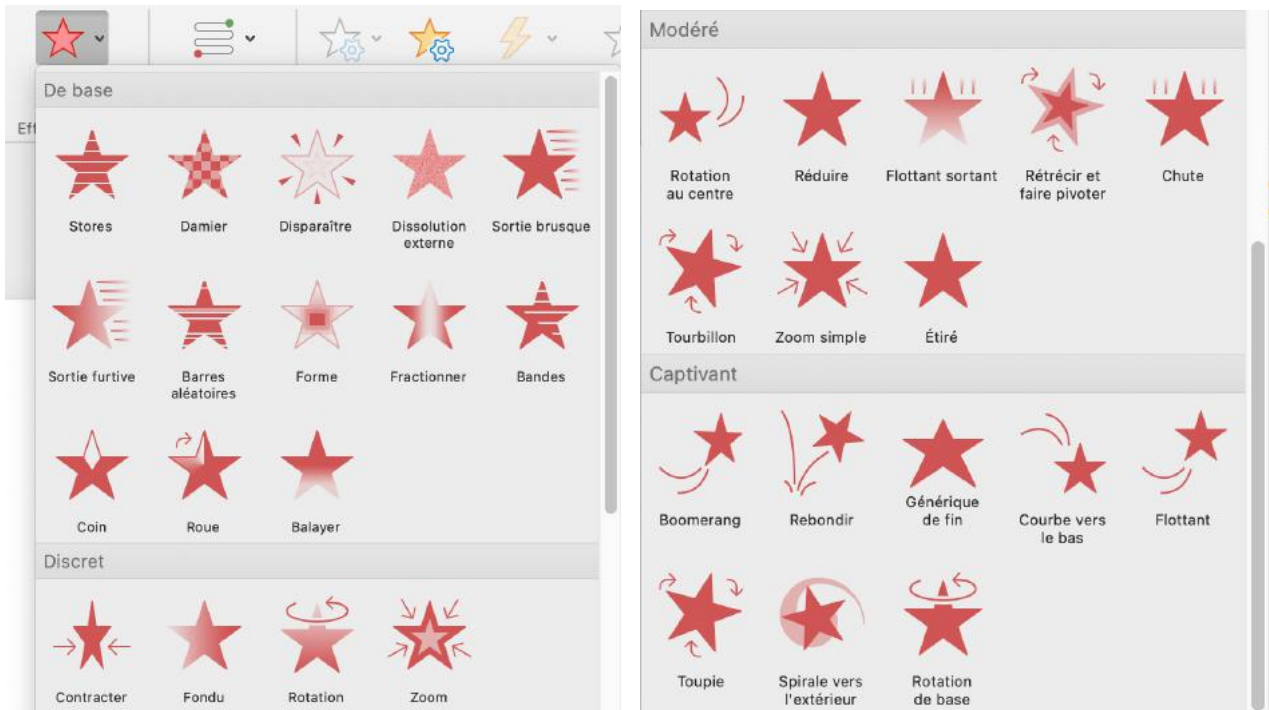 De base
Eff
Stores
Damier
Disparaître
Dissolution
externe
Sortie brusque
Sortie furtive
Barres
aléatoires
Forme
Fractionner
Bandes
Coin
Roue
Balayer
Discret
Contracter
Fondu
Rotation
Zoom
Modéré
Rotation
au centre
Réduire
Flottant sortant
Rétrécir et
faire pivoter
Chute
Tourbillon
Zoom simple
Étiré
Captivant
Boomerang
Rebondir
Générique
de fin
Courbe vers
le bas
Flottant
Toupie
Spirale vers
l'extérieur
Rotation
de base